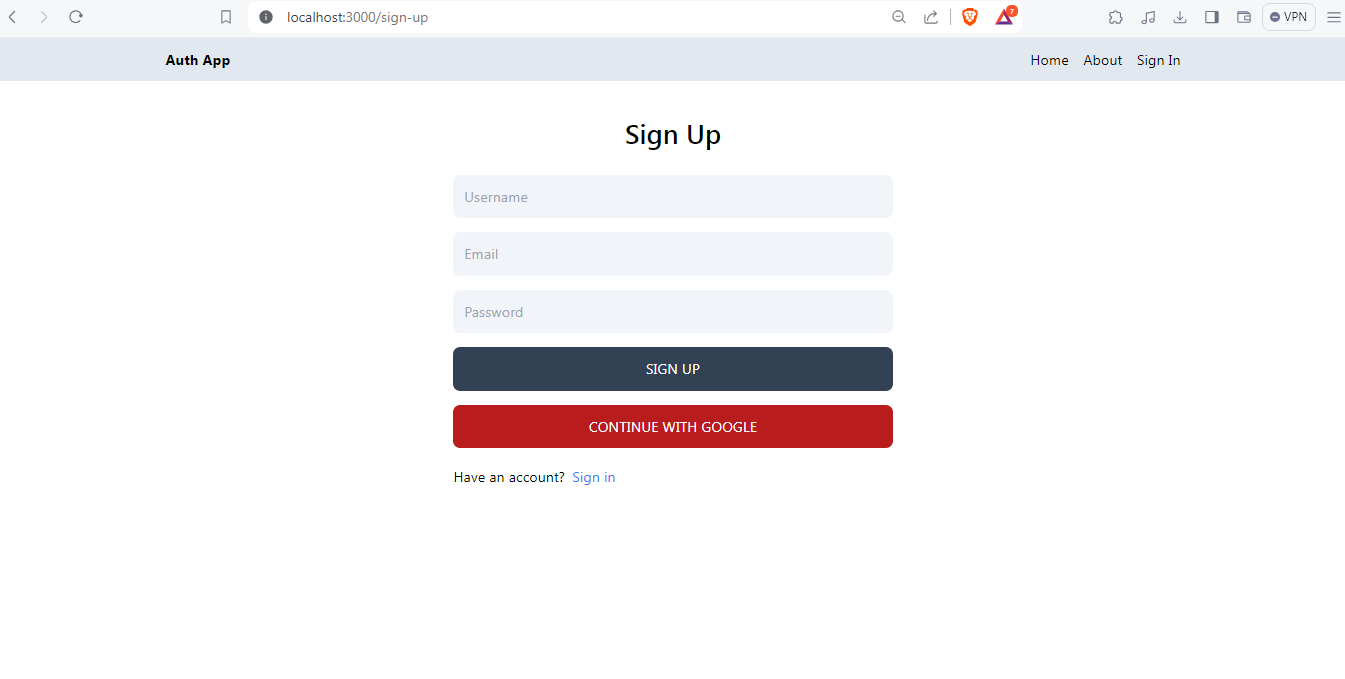 localhost:3000/sign-up
7
VPN
Auth App
Home About Sign In
Sign Up
Username
Email
Password
SIGN UP
CONTINUE WITH GOOGLE
Have an account? Sign in